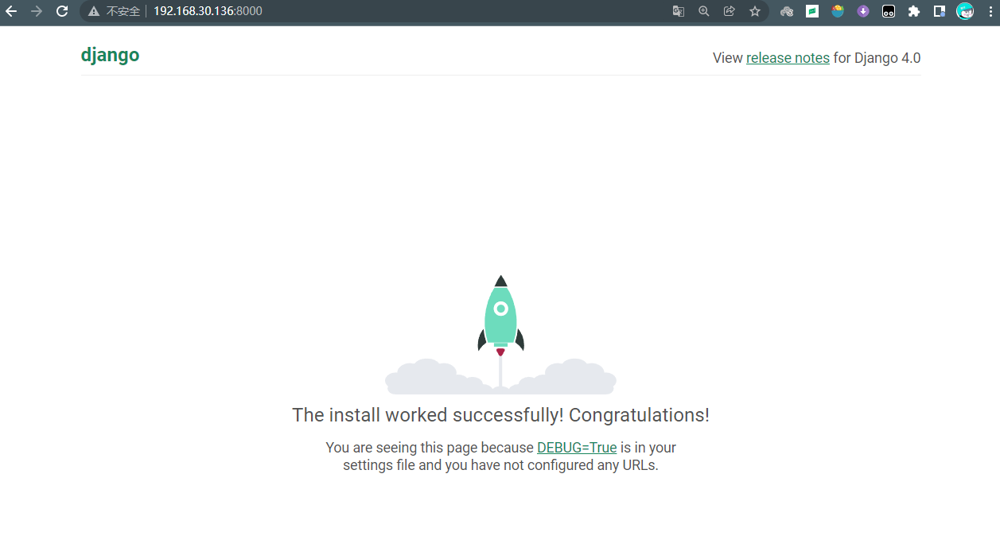 不安全 192.168.30.136:8000
django
View release notes for Django 4.0
The install worked successfully! Congratulations!
You are seeing this page because DEBUG=True is in your
settings file and you have not configured any URLs.